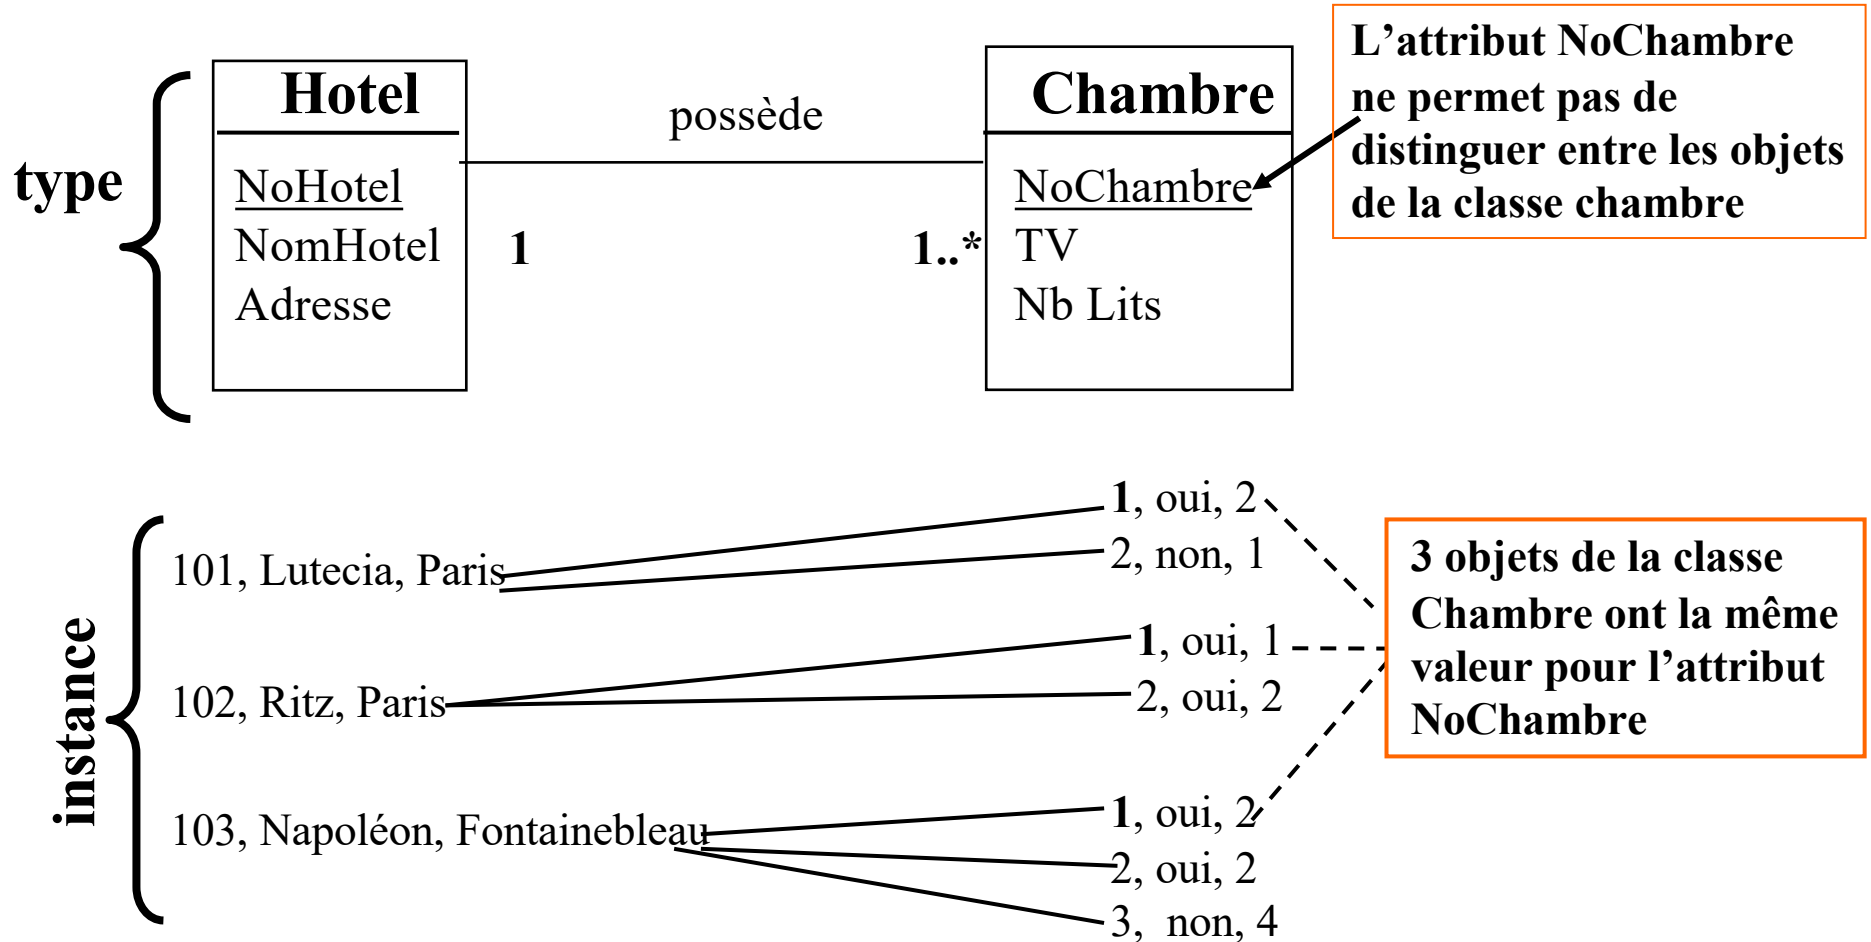 Hotel
possède
Chambre
L’attribut NoChambre
ne permet pas de
distinguer entre les objets
de la classe chambre
type
NoHotel
NomHotel
Adresse
1
1..*
NoChambre
TV
Nb Lits
instance
101, Lutecia, Paris
1, oui, 2
2, non, 1
102, Ritz, Paris
1, oui, 1
2, oui, 2
103, Napoléon, Fontainebleau
1, oui, 2
2, oui, 2
3, non, 4
3 objets de la classe
Chambre ont la même
valeur pour l’attribut
NoChambre